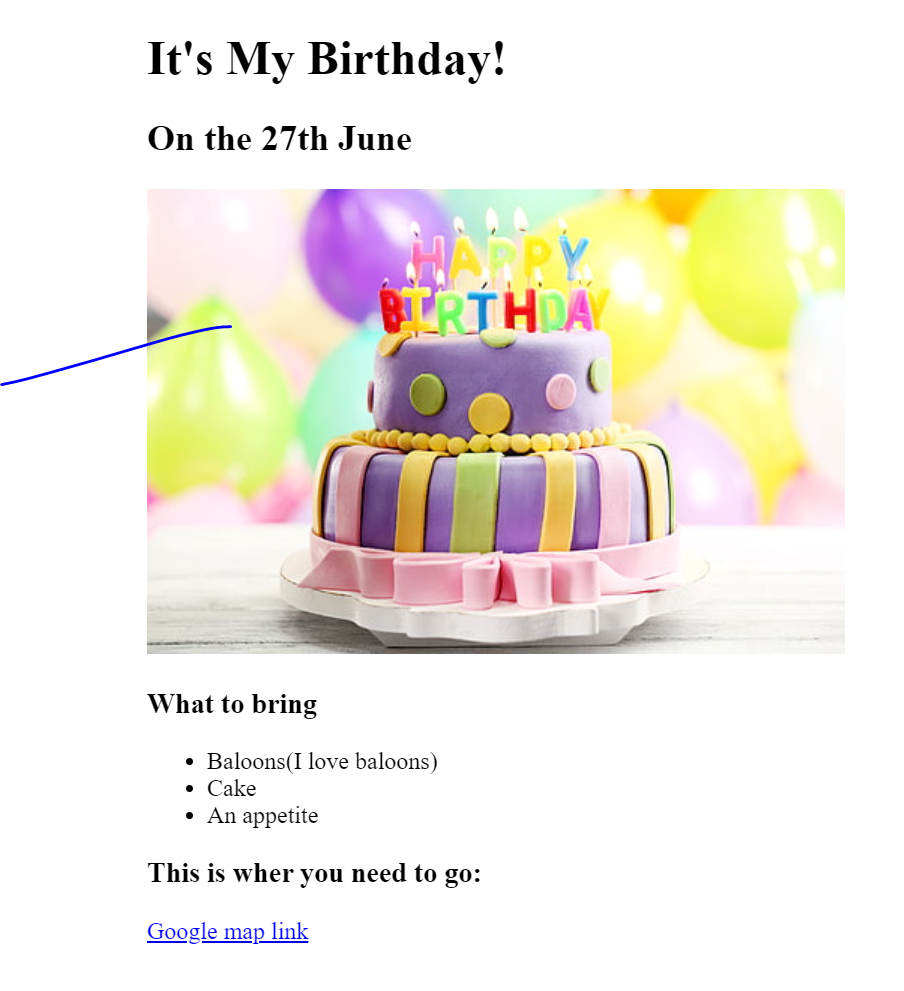 It's My Birthday!
On the 27th June
HAPPY
BIRTHDAY
What to bring
Baloons(I love baloons)
Cake
An appetite
This is wher you need to go:
Google map link